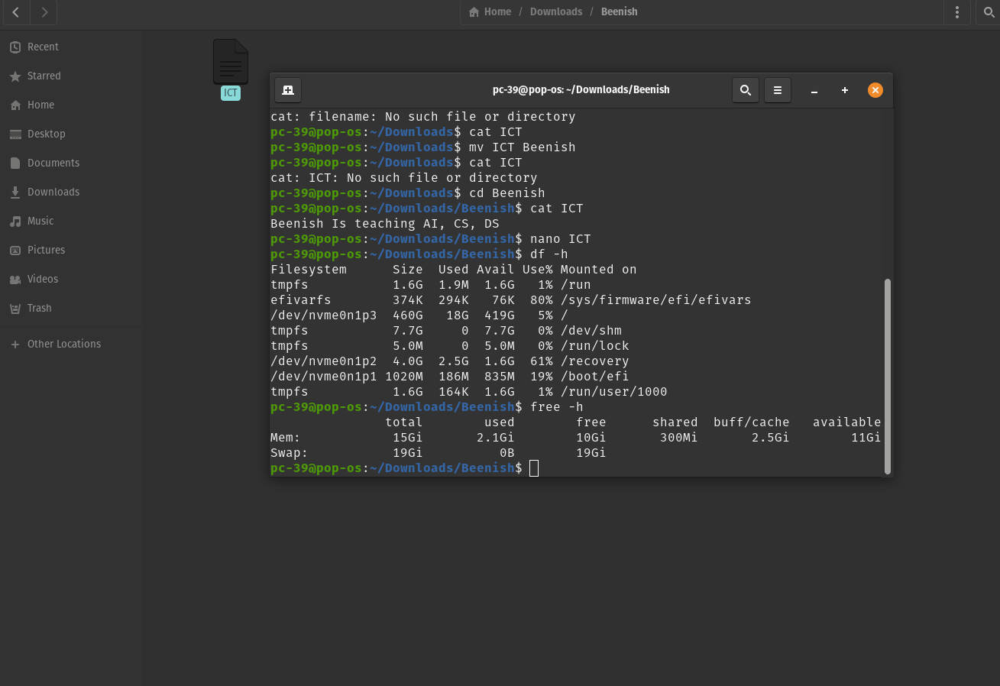 Home / Downloads / Beenish
Recent
Starred
Home
Desktop
Documents
Downloads
Music
Pictures
Videos
Trash
Other Locations
ICT
pc-39@pop-os: ~/Downloads/Beenish
cat: filename: No such file or directory
pc-39@pop-os:~/Downloads$ cat ICT
pc-39@pop-os:~/Downloads$ mv ICT Beenish
pc-39@pop-os:~/Downloads$ cat ICT
cat: ICT: No such file or directory
pc-39@pop-os:~/Downloads$ cd Beenish
pc-39@pop-os:~/Downloads/Beenish$ cat ICT
Beenish Is teaching AI, CS, DS
pc-39@pop-os:~/Downloads/Beenish$ nano ICT
pc-39@pop-os:~/Downloads/Beenish$ df -h
Filesystem      Size  Used Avail Use% Mounted on
tmpfs           1.6G  1.9M  1.6G   1% /run
efivarfs        374K  294K   76K  80% /sys/firmware/efi/efivars
/dev/nvme0n1p3  460G   18G  419G   5% /
tmpfs           7.7G     0  7.7G   0% /dev/shm
tmpfs           5.0M     0  5.0M   0% /run/lock
/dev/nvme0n1p2  4.0G  2.5G  1.6G  61% /recovery
/dev/nvme0n1p1 1020M  186M  835M  19% /boot/efi
tmpfs           1.6G  164K  1.6G   1% /run/user/1000
pc-39@pop-os:~/Downloads/Beenish$ free -h
               total        used        free      shared  buff/cache   available
Mem:            15Gi       2.1Gi        10Gi       300Mi       2.5Gi        11Gi
Swap:           19Gi          0B        19Gi
pc-39@pop-os:~/Downloads/Beenish$